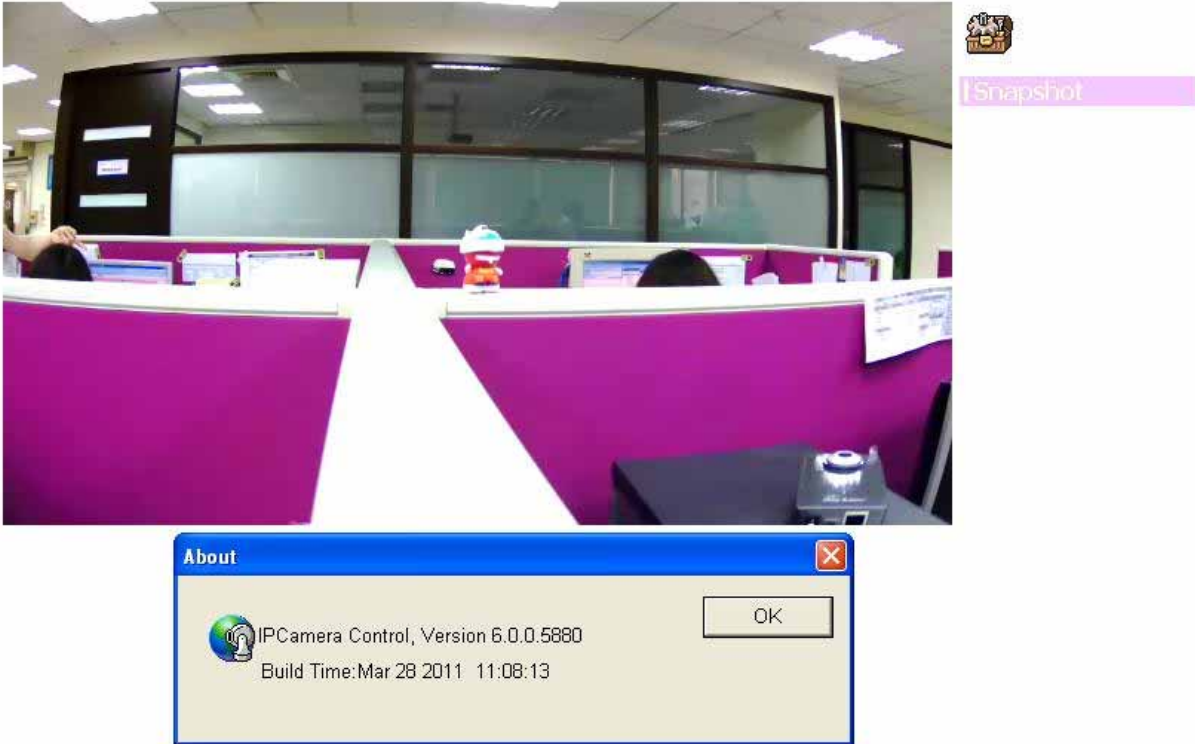 Snapshot
About
OK
IPCamera Control, Version 6.0.0.5880
Build Time:Mar 28 2011 11:08:13